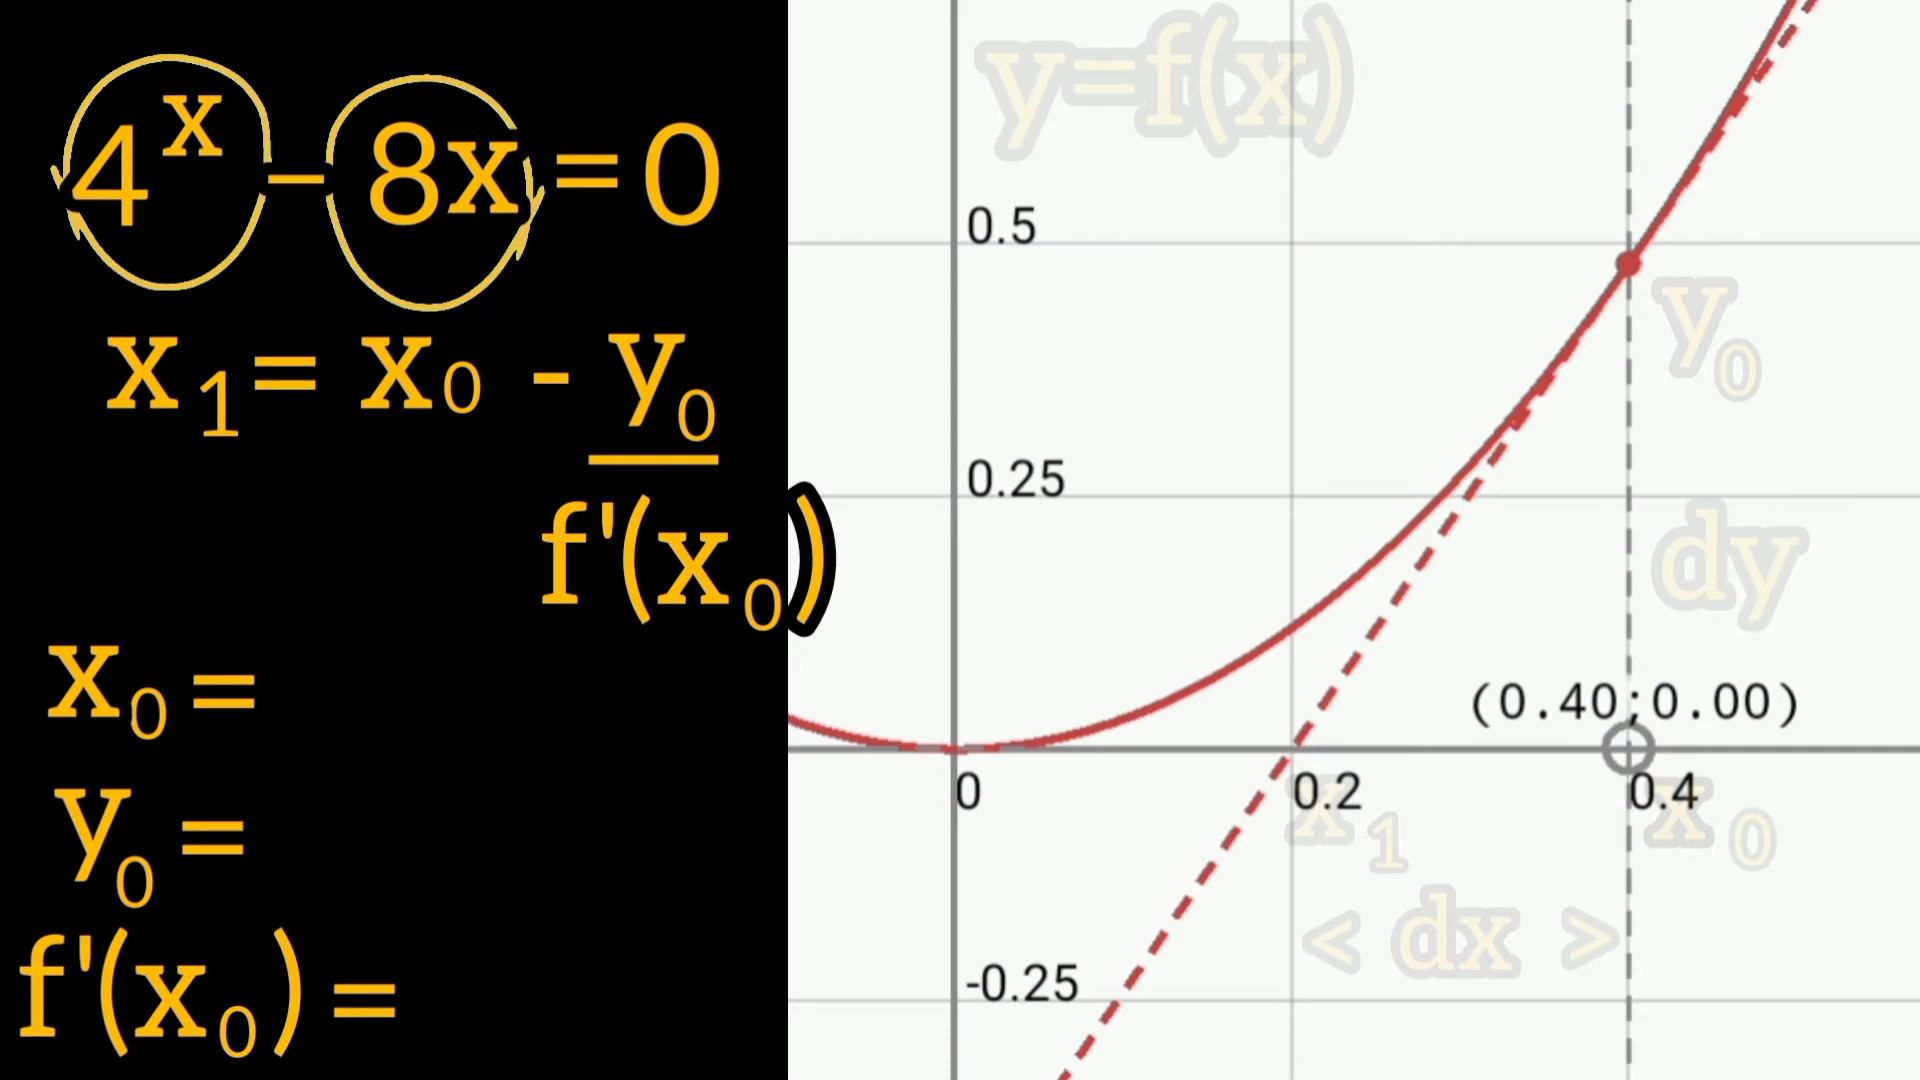 4^x - 8x = 0
x₁ = x₀ - y₀
f'(x₀)
x₀ =
y₀ =
f'(x₀) =
y=f(x)
0.5
y₀
0.25
dy
(0.40;0.00)
0 0.2 0.4
x₁ x₀
< dx >
-0.25